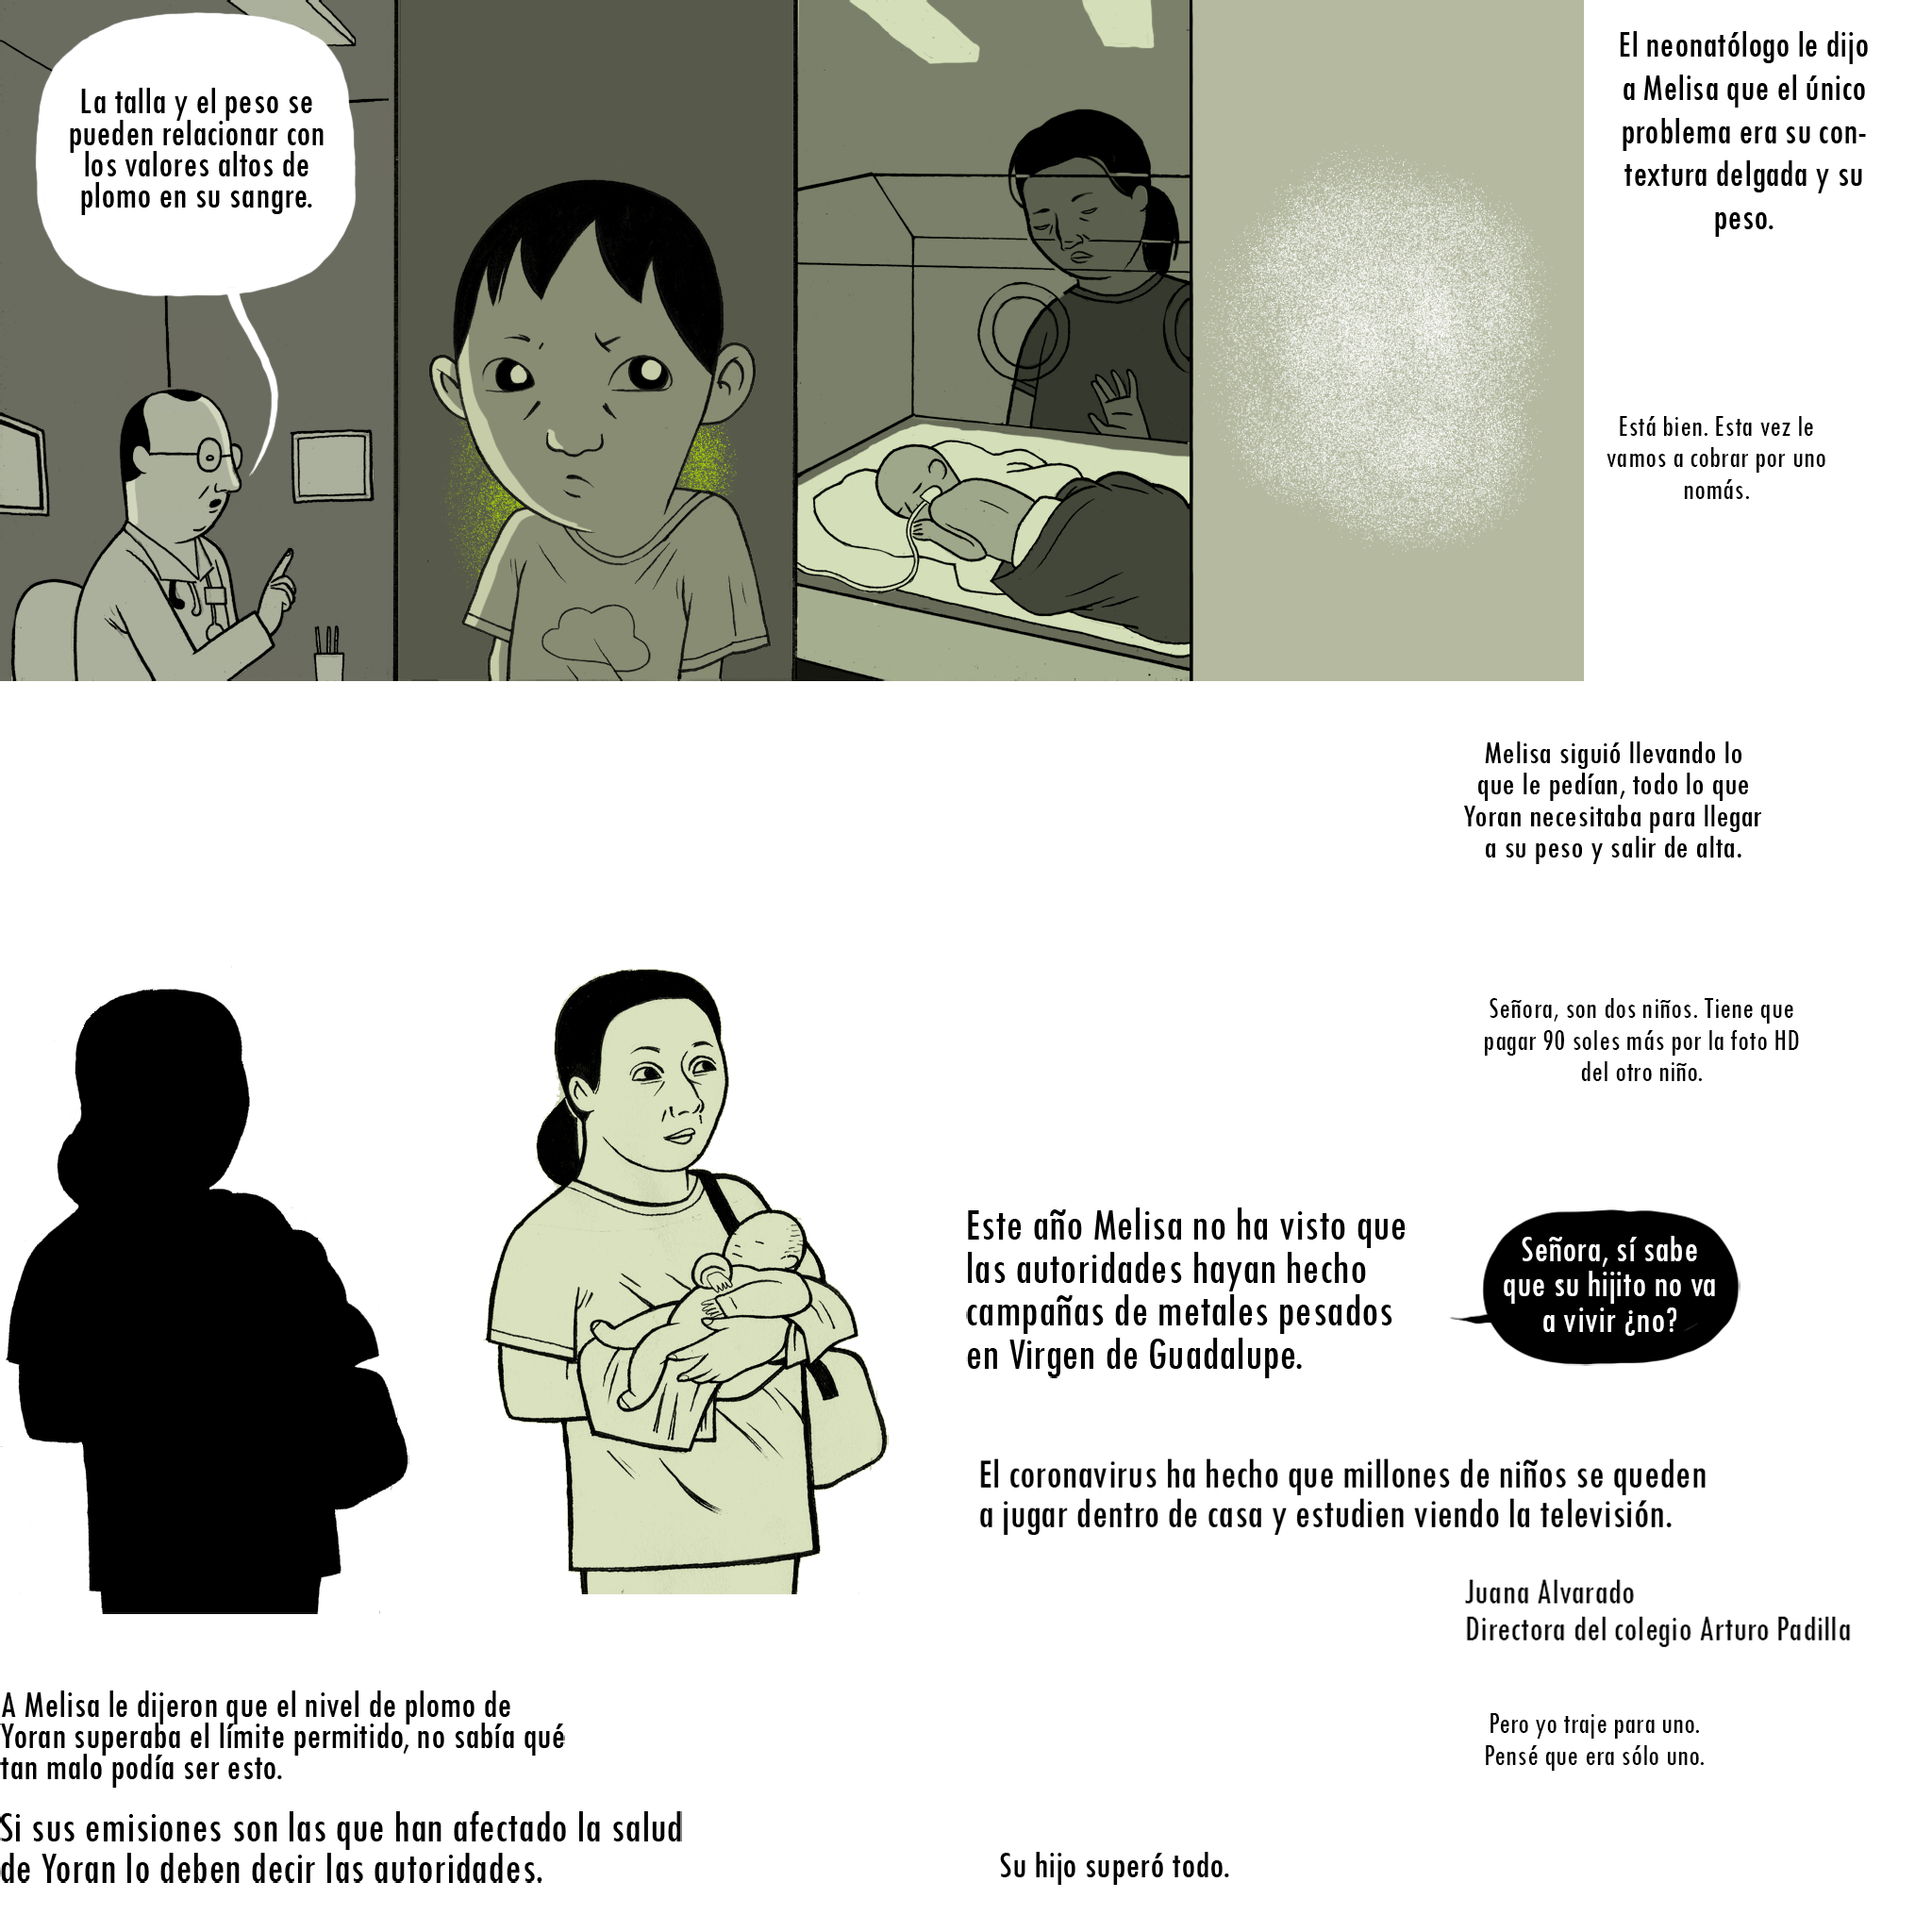 La talla y el peso se
pueden relacionar con
los valores altos de
plomo en su sangre.
El neonatólogo le dijo
a Melisa que el único
problema era su con-
textura delgada y su
peso.
Está bien. Esta vez le
vamos a cobrar por uno
nomás.
Melisa siguió llevando lo
que le pedían, todo lo que
Yoran necesitaba para llegar
a su peso y salir de alta.
Señora, son dos niños. Tiene que
pagar 90 soles más por la foto HD
del otro niño.
Este año Melisa no ha visto que
las autoridades hayan hecho
campañas de metales pesados
en Virgen de Guadalupe.
Señora, sí sabe
que su hijito no va
a vivir ¿no?
El coronavirus ha hecho que millones de niños se queden
a jugar dentro de casa y estudien viendo la televisión.
Juana Alvarado
Directora del colegio Arturo Padilla
A Melisa le dijeron que el nivel de plomo de
Yoran superaba el límite permitido, no sabía qué
tan malo podía ser esto.
Pero yo traje para uno.
Pensé que era sólo uno.
Si sus emisiones son las que han afectado la salud
de Yoran lo deben decir las autoridades.
Su hijo superó todo.